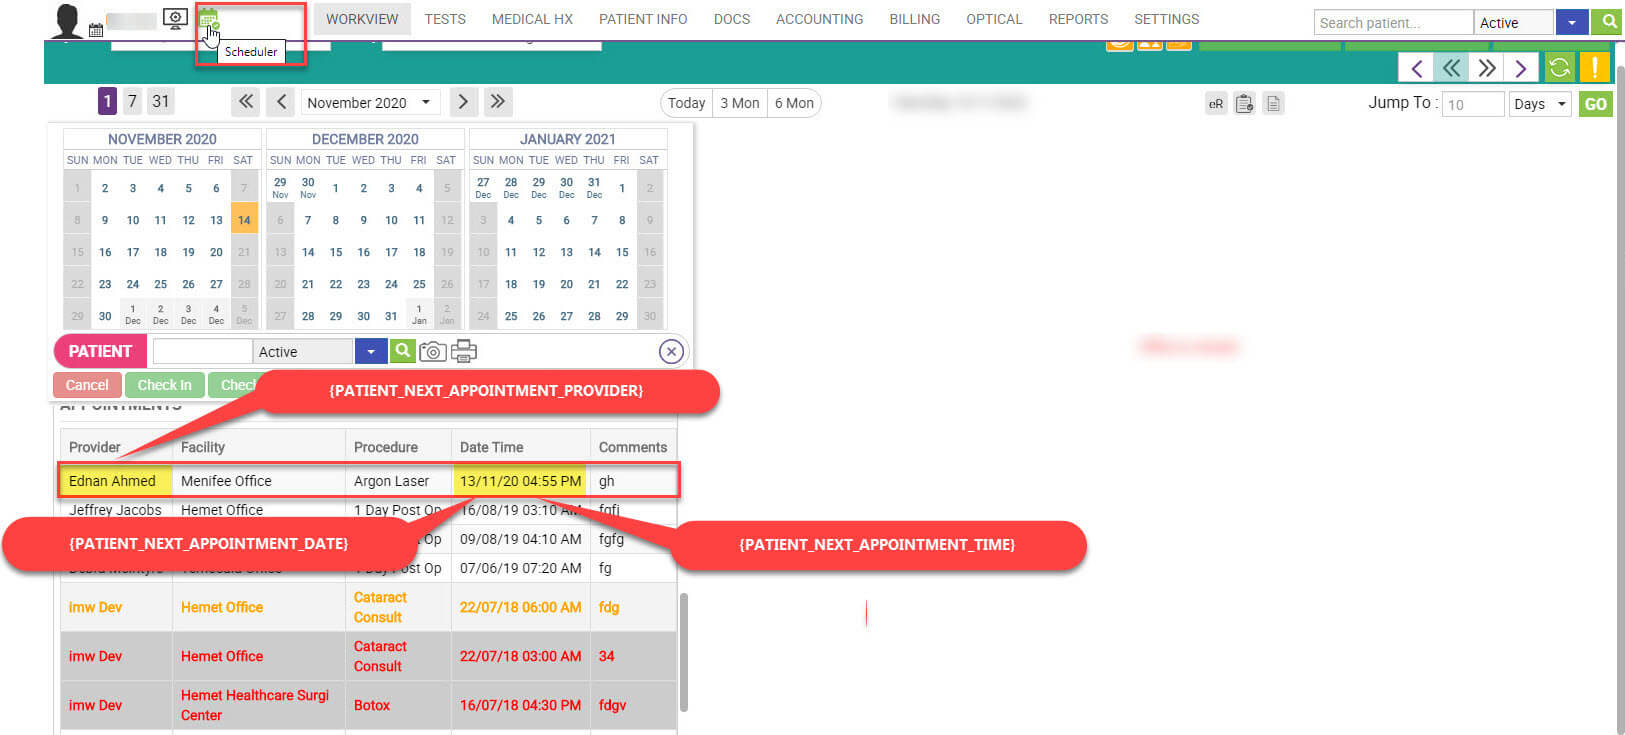 WORKVIEW TESTS MEDICAL HX PATIENT INFO DOCS ACCOUNTING BILLING OPTICAL REPORTS SETTINGS Search patient... Active
Scheduler
1 7 31 November 2020 Today 3 Mon 6 Mon eR Jump To : 10 Days GO
NOVEMBER 2020 DECEMBER 2020 JANUARY 2021
SUN MON TUE WED THU FRI SAT SUN MON TUE WED THU FRI SAT SUN MON TUE WED THU FRI SAT
1 2 3 4 5 6 7 29 Nov 30 Nov 1 2 3 4 5 27 Dec 28 Dec 29 Dec 30 Dec 31 Dec 1 2
8 9 10 11 12 13 14 6 7 8 9 10 11 12 3 4 5 6 7 8 9
15 16 17 18 19 20 21 13 14 15 16 17 18 19 10 11 12 13 14 15 16
22 23 24 25 26 27 28 20 21 22 23 24 25 26 17 18 19 20 21 22 23
29 30 1 Dec 2 Dec 3 Dec 4 Dec 5 Dec 27 28 29 30 31 1 Jan 2 Jan 24 25 26 27 28 29 30
PATIENT Active
Cancel Check In Chec
{PATIENT_NEXT_APPOINTMENT_PROVIDER}
APPOINTMENTS
Provider Facility Procedure Date Time Comments
Ednan Ahmed Menifee Office Argon Laser 13/11/20 04:55 PM gh
Jeffrey Jacobs Hemet Office 1 Day Post Op 16/08/19 03:10 AM fgfj
{PATIENT_NEXT_APPOINTMENT_DATE} Op 09/08/19 04:10 AM fgfg {PATIENT_NEXT_APPOINTMENT_TIME}
Post Op 07/06/19 07:20 AM fg
imw Dev Hemet Office Cataract Consult 22/07/18 06:00 AM fdg
imw Dev Hemet Office Cataract Consult 22/07/18 03:00 AM 34
imw Dev Hemet Healthcare Surgi Center Botox 16/07/18 04:30 PM fdgv